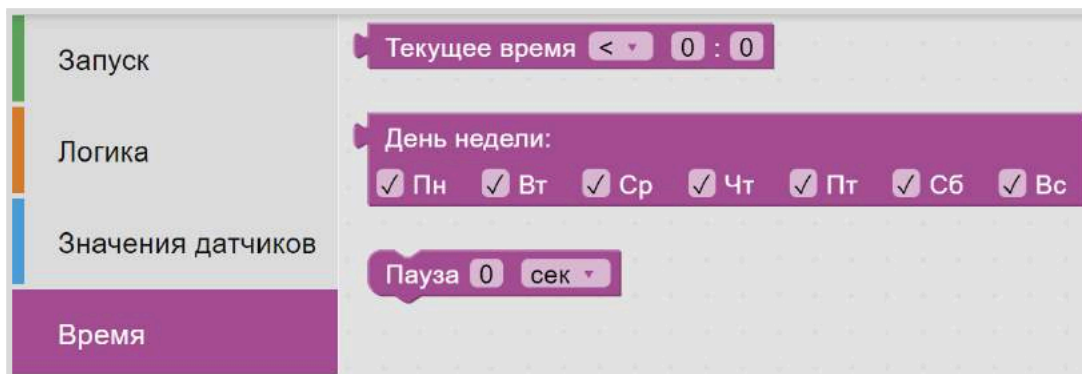 Запуск
Логика
Значения датчиков
Время
Текущее время < 0 : 0
День недели:
Пн Вт Ср Чт Пт Сб Вс
Пауза 0 сек